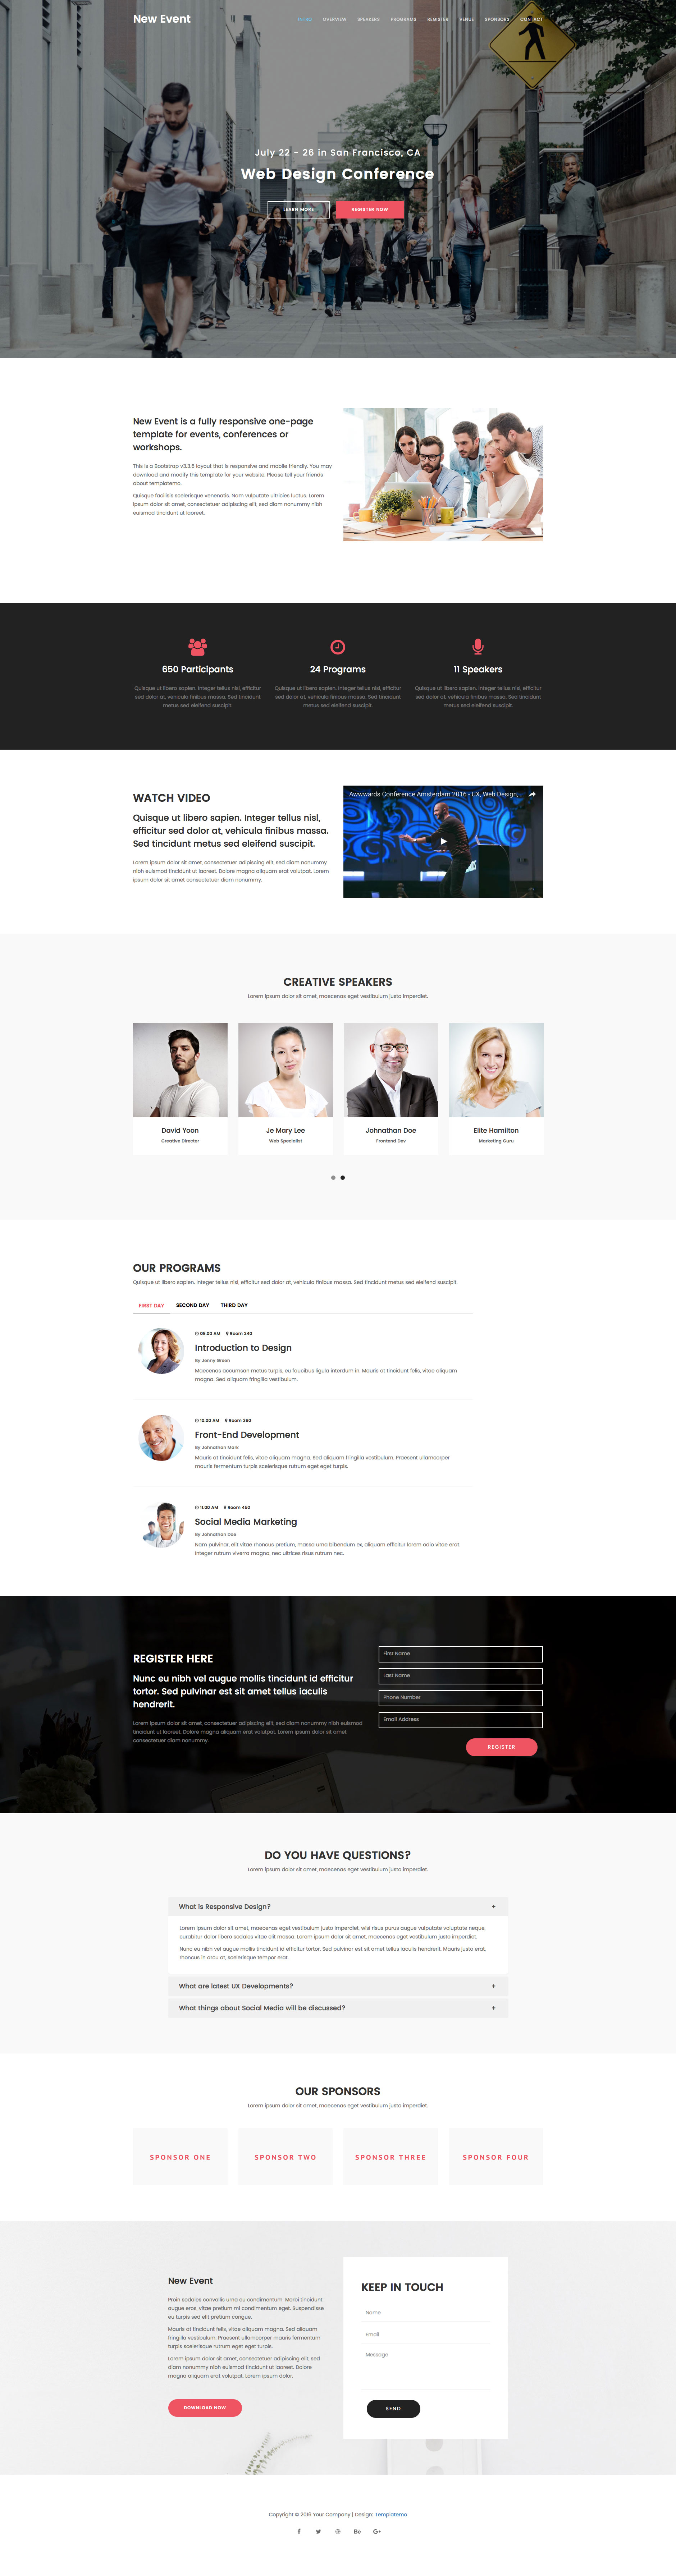 New Event
HOME OVERVIEW SPEAKERS PROGRAMS REGISTER VENUE SPONSORS CONTACT
July 22 - 26 in San Francisco, CA
Web Design Conference
LEARN MORE REGISTER NOW
New Event is a fully responsive one-page
template for events, conferences or
workshops.
This is a Bootstrap v3.3.6 layout that is responsive and mobile friendly. You may
download and modify this template for your website. Please tell your friends
about templatemo.
Quisque facilisis scelerisque venenatis. Nam vulputate ultricies luctus. Lorem
ipsum dolor sit amet, consectetuer adipiscing elit, sed diam nonummy nibh
euismod tincidunt ut laoreet.
650 Participants
Quisque ut libero sapien. Integer tellus nisl, efficitur
sed dolor at, vehicula finibus massa. Sed tincidunt
metus sed eleifend suscipit.
24 Programs
Quisque ut libero sapien. Integer tellus nisl, efficitur
sed dolor at, vehicula finibus massa. Sed tincidunt
metus sed eleifend suscipit.
11 Speakers
Quisque ut libero sapien. Integer tellus nisl, efficitur
sed dolor at, vehicula finibus massa. Sed tincidunt
metus sed eleifend suscipit.
WATCH VIDEO
Quisque ut libero sapien. Integer tellus nisl,
efficitur sed dolor at, vehicula finibus massa.
Sed tincidunt metus sed eleifend suscipit.
Lorem ipsum dolor sit amet, consectetuer adipiscing elit, sed diam nonummy
nibh euismod tincidunt ut laoreet. Dolore magna aliquam erat volutpat. Lorem
ipsum dolor sit amet consectetuer diam nonummy.
Awwwards Conference Amsterdam 2016 - UX, Web Design, ...
CREATIVE SPEAKERS
Lorem ipsum dolor sit amet, maecenas eget vestibulum justo imperdiet.
David Yoon
Creative Director
Je Mary Lee
Web Specialist
Johnathan Doe
Frontend Dev
Elite Hamilton
Marketing Guru
OUR PROGRAMS
Quisque ut libero sapien. Integer tellus nisl, efficitur sed dolor at, vehicula finibus massa. Sed tincidunt metus sed eleifend suscipit.
FIRST DAY SECOND DAY THIRD DAY
09.00 AM Room 240
Introduction to Design
By Jenny Green
Maecenas accumsan metus turpis, eu faucibus ligula interdum in. Mauris at tincidunt felis, vitae aliquam
magna. Sed aliquam fringilla vestibulum.
10.00 AM Room 360
Front-End Development
By Johnathan Mark
Mauris at tincidunt felis, vitae aliquam magna. Sed aliquam fringilla vestibulum. Praesent ullamcorper
mauris fermentum turpis scelerisque rutrum eget eget turpis.
11.00 AM Room 450
Social Media Marketing
By Johnathan Doe
Nam pulvinar, elit vitae rhoncus pretium, massa urna bibendum ex, aliquam efficitur lorem odio vitae erat.
Integer rutrum viverra magna, nec ultrices risus rutrum nec.
REGISTER HERE
Nunc eu nibh vel augue mollis tincidunt id efficitur
tortor. Sed pulvinar est sit amet tellus iaculis
hendrerit.
Lorem ipsum dolor sit amet, consectetuer adipiscing elit, sed diam nonummy nibh euismod
tincidunt ut laoreet. Dolore magna aliquam erat volutpat. Lorem ipsum dolor sit amet
consectetuer diam nonummy.
First Name
Last Name
Phone Number
Email Address
REGISTER
DO YOU HAVE QUESTIONS?
Lorem ipsum dolor sit amet, maecenas eget vestibulum justo imperdiet.
What is Responsive Design? +
Lorem ipsum dolor sit amet, maecenas eget vestibulum justo imperdiet, wisi risus purus augue vulputate voluptate neque,
curabitur dolor libero sodales vitae elit massa. Lorem ipsum dolor sit amet, maecenas eget vestibulum justo imperdiet.
Nunc eu nibh vel augue mollis tincidunt id efficitur tortor. Sed pulvinar est sit amet tellus iaculis hendrerit. Mauris justo erat,
rhoncus in arcu at, scelerisque tempor erat.
What are latest UX Developments? +
What things about Social Media will be discussed? +
OUR SPONSORS
Lorem ipsum dolor sit amet, maecenas eget vestibulum justo imperdiet.
SPONSOR ONE SPONSOR TWO SPONSOR THREE SPONSOR FOUR
New Event
Proin sodales convallis urna eu condimentum. Morbi tincidunt
augue eros, vitae pretium mi condimentum eget. Suspendisse
eu turpis sed elit pretium congue.
Mauris at tincidunt felis, vitae aliquam magna. Sed aliquam
fringilla vestibulum. Praesent ullamcorper mauris fermentum
turpis scelerisque rutrum eget eget turpis.
Lorem ipsum dolor sit amet, consectetuer adipiscing elit, sed
diam nonummy nibh euismod tincidunt ut laoreet. Dolore
magna aliquam erat volutpat. Lorem ipsum dolor.
DOWNLOAD NOW
KEEP IN TOUCH
Name
Email
Message
SEND
Copyright © 2016 Your Company | Design: Templatemo